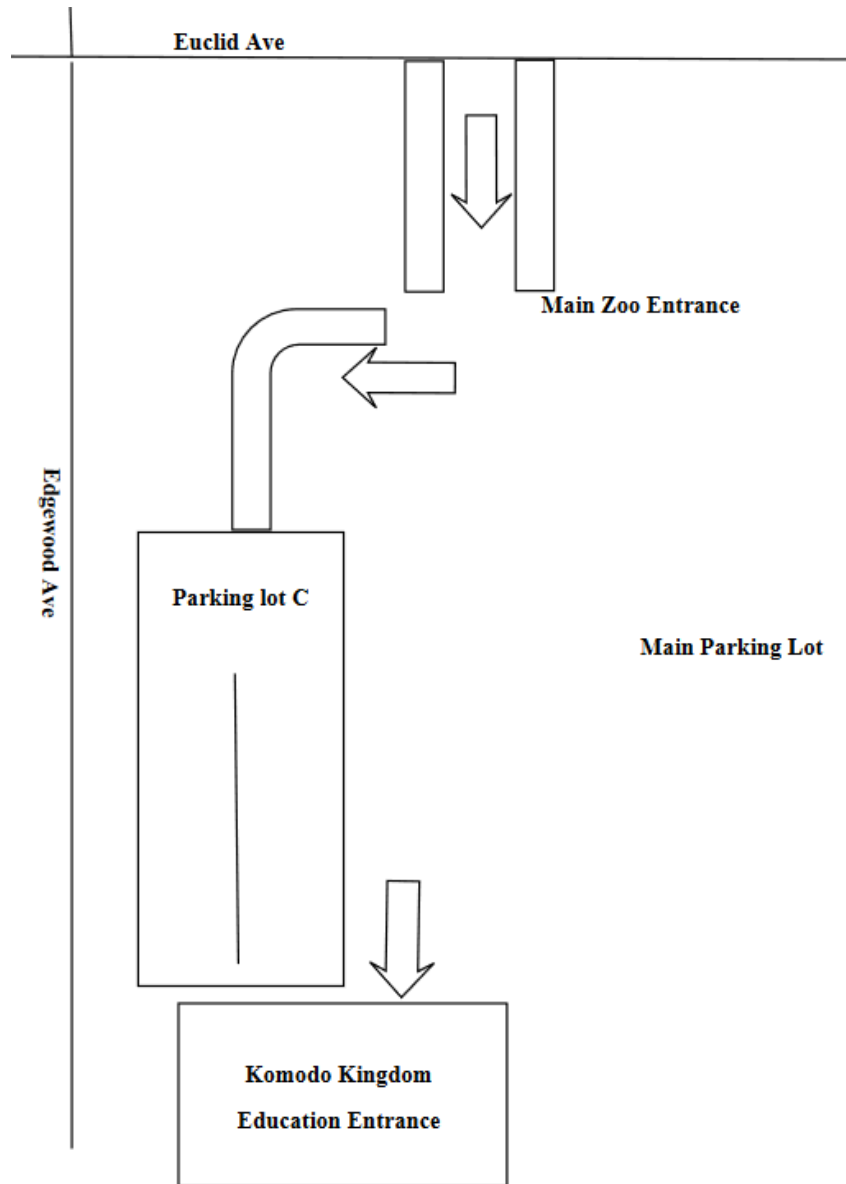 Euclid Ave
Main Zoo Entrance
Edgewood Ave
Parking lot C
Main Parking Lot
Komodo Kingdom
Education Entrance